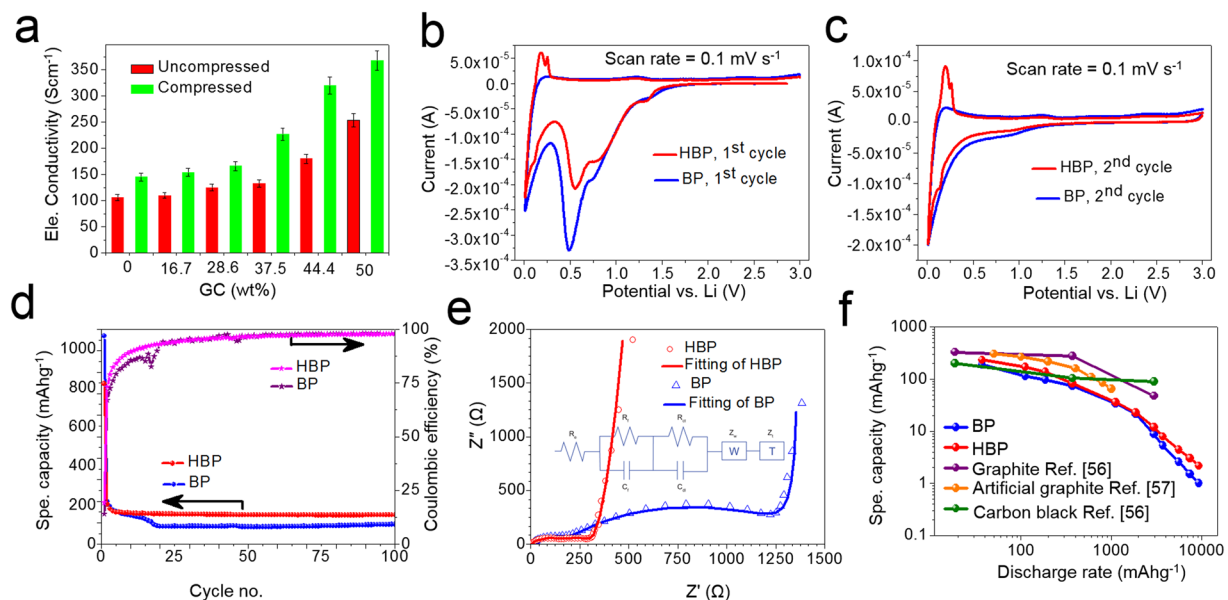 a
Ele. Conductivity (Scm⁻¹)
350
300
250
200
150
100
50
0
Uncompressed
Compressed
0 16.7 28.6 37.5 44.4 50
GC (wt%)
b
Current (A)
5.0x10⁻⁵
0.0
-5.0x10⁻⁵
-1.0x10⁻⁴
-1.5x10⁻⁴
-2.0x10⁻⁴
-2.5x10⁻⁴
-3.0x10⁻⁴
-3.5x10⁻⁴
Scan rate = 0.1 mV s⁻¹
HBP, 1ˢᵗ cycle
BP, 1ˢᵗ cycle
0.0 0.5 1.0 1.5 2.0 2.5 3.0
Potential vs. Li (V)
c
Current (A)
1.0x10⁻⁴
5.0x10⁻⁵
0.0
-5.0x10⁻⁵
-1.0x10⁻⁴
-1.5x10⁻⁴
-2.0x10⁻⁴
Scan rate = 0.1 mV s⁻¹
HBP, 2ⁿᵈ cycle
BP, 2ⁿᵈ cycle
0.0 0.5 1.0 1.5 2.0 2.5 3.0
Potential vs. Li (V)
d
Spe. capacity (mAhg⁻¹)
1000
800
600
400
200
0
HBP
BP
HBP
BP
100
75
50
25
0
Coulombic efficiency (%)
0 25 50 75 100
Cycle no.
e
Z″ (Ω)
2000
1500
1000
500
0
HBP
Fitting of HBP
BP
Fitting of BP
W
T
0 250 500 750 1000 1250 1500
Z' (Ω)
f
Spe. capacity (mAhg⁻¹)
1000
100
10
1
0.1
BP
HBP
Graphite Ref. [56]
Artificial graphite Ref. [57]
Carbon black Ref. [56]
100 1000 10000
Discharge rate (mAhg⁻¹)